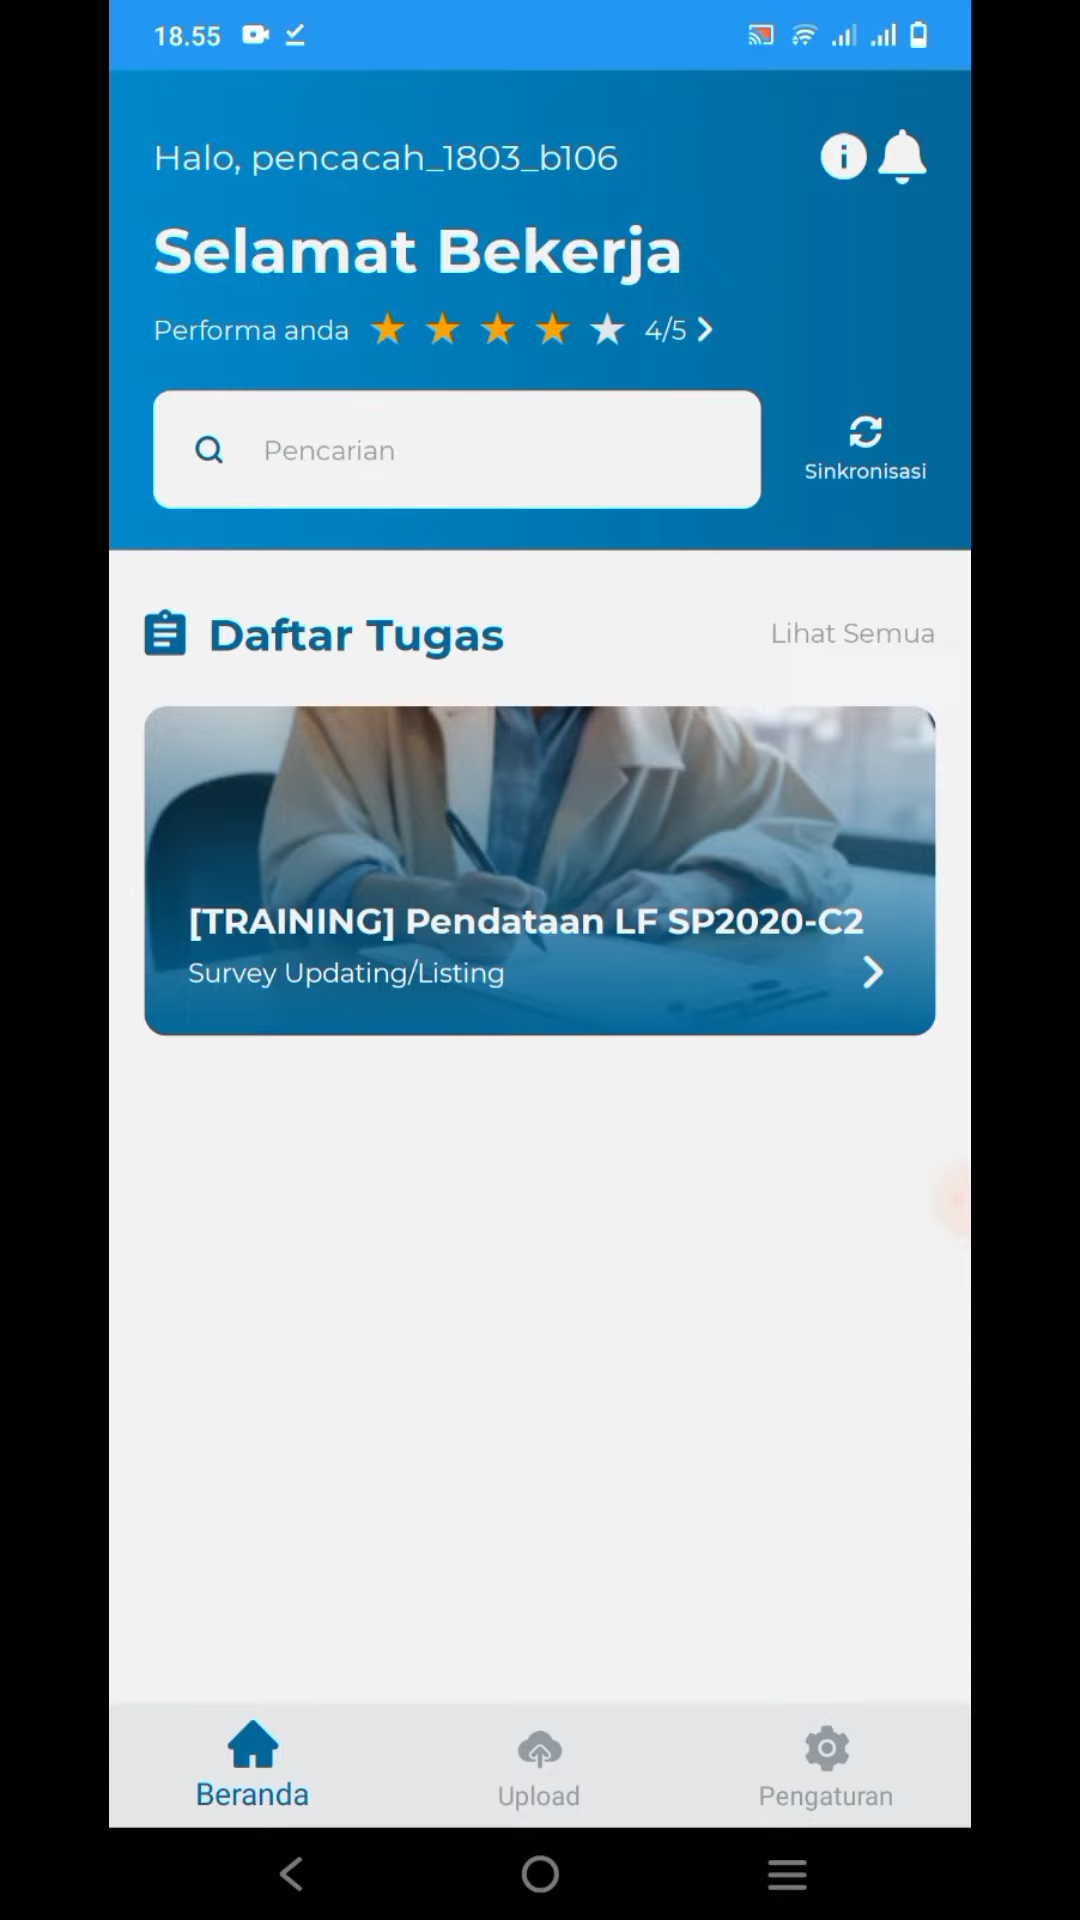 18.55
Halo, pencacah_1803_b106
Selamat Bekerja
Performa anda 4/5
Pencarian
Sinkronisasi
Daftar Tugas
Lihat Semua
[TRAINING] Pendataan LF SP2020-C2
Survey Updating/Listing
Beranda
Upload
Pengaturan